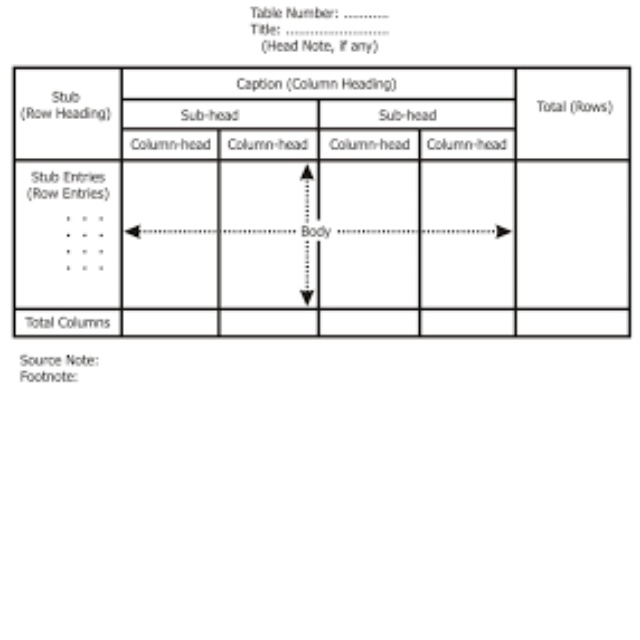 Table Number: ..........
Title: .......................
(Head Note, if any)
Caption (Column Heading)
Stub
(Row Heading)
Total (Rows)
Sub-head Sub-head
Column-head Column-head Column-head Column-head
Stub Entries
(Row Entries)
Body
Total Columns
Source Note:
Footnote: